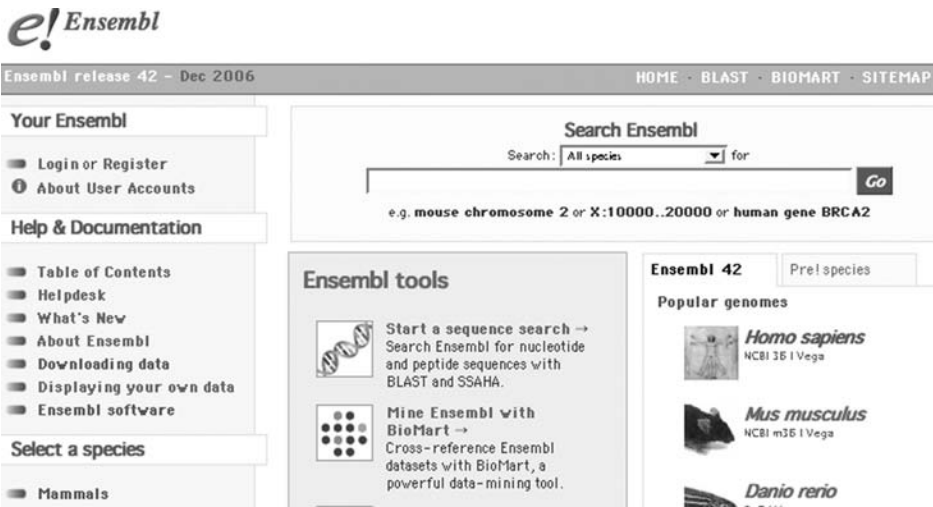 e! Ensembl
Ensembl release 42 - Dec 2006
HOME · BLAST · BIOMART · SITEMAP
Your Ensembl
Login or Register
About User Accounts
Help & Documentation
Table of Contents
Helpdesk
What's New
About Ensembl
Downloading data
Displaying your own data
Ensembl software
Select a species
Mammals
Search Ensembl
Search: All species for
Go
e.g. mouse chromosome 2 or X:10000..20000 or human gene BRCA2
Ensembl tools
Start a sequence search →
Search Ensembl for nucleotide
and peptide sequences with
BLAST and SSAHA.
Mine Ensembl with
BioMart →
Cross-reference Ensembl
datasets with BioMart, a
powerful data-mining tool.
Ensembl 42
Pre! species
Popular genomes
Homo sapiens
NCBI 36 | Vega
Mus musculus
NCBI m36 | Vega
Danio rerio